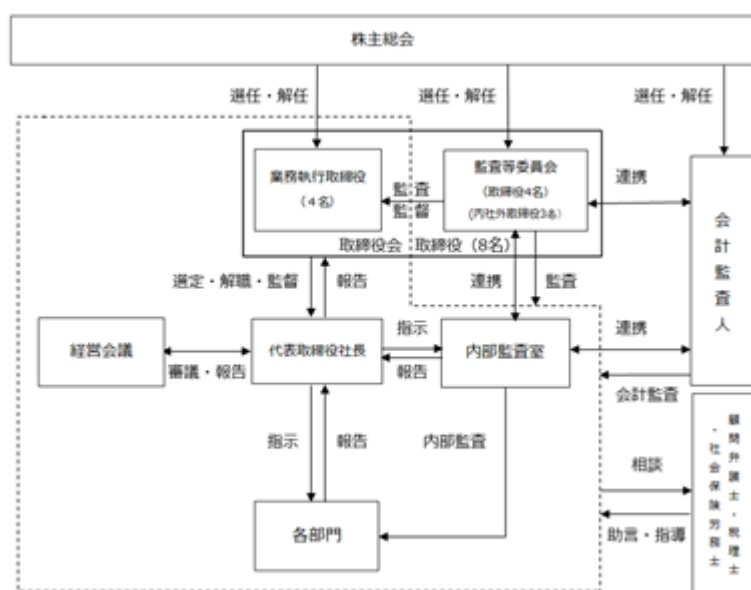 株主総会
選任・解任
選任・解任
選任・解任
業務執行取締役
（4名）
監査
監督
監査等委員会
（取締役4名）
（内社外取締役3名）
連携
会計監査人
取締役会　取締役（8名）
選定・解職・監督
報告
連携
監査
経営会議
審議・報告
代表取締役社長
指示
報告
内部監査室
連携
会計監査
指示
報告
内部監査
各部門
相談
助言・指導
顧問弁護士・税理士
・社会保険労務士